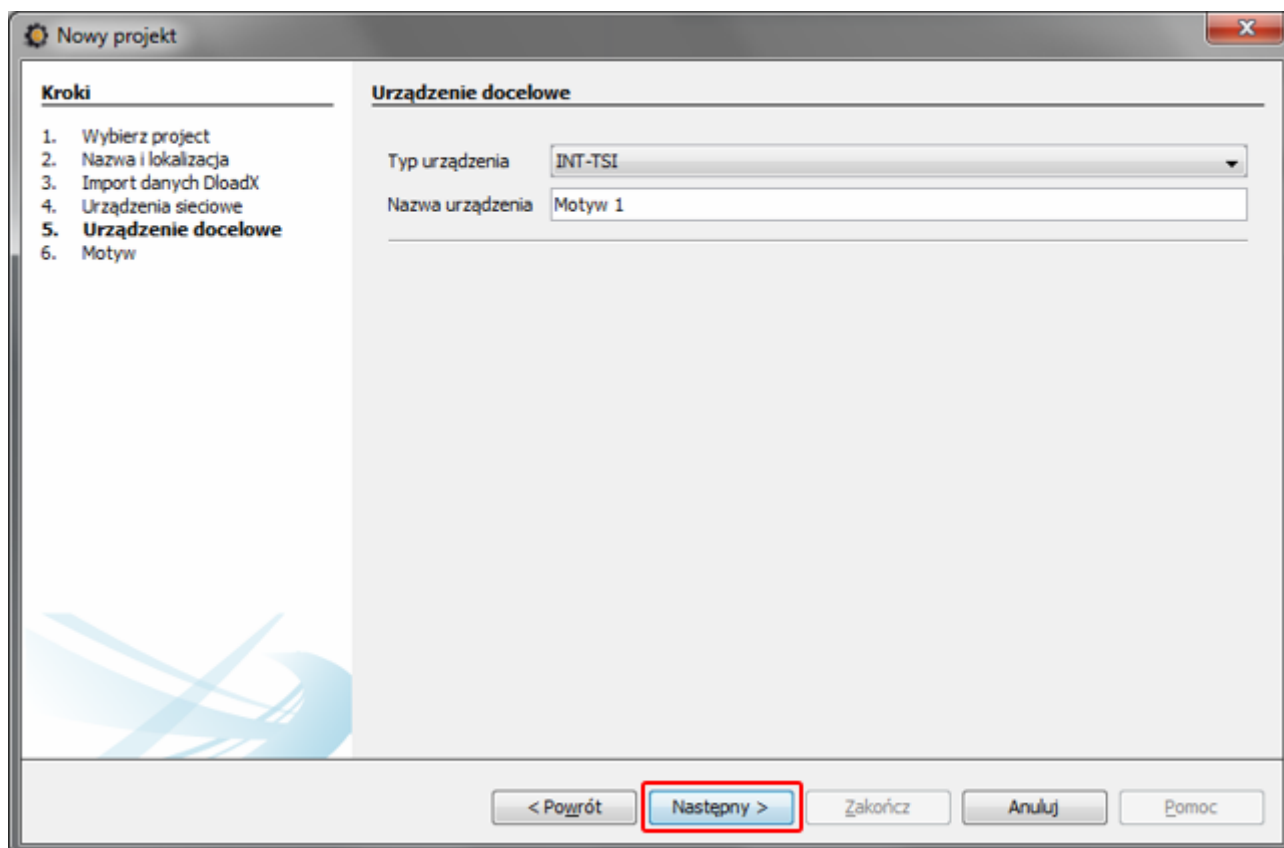 Nowy projekt
Kroki
1. Wybierz project
2. Nazwa i lokalizacja
3. Import danych DloadX
4. Urządzenia sieciowe
5. Urządzenie docelowe
6. Motyw
Urządzenie docelowe
Typ urządzenia INT-TSI
Nazwa urządzenia Motyw 1
< Powrót Następny > Zakończ Anuluj Pomoc